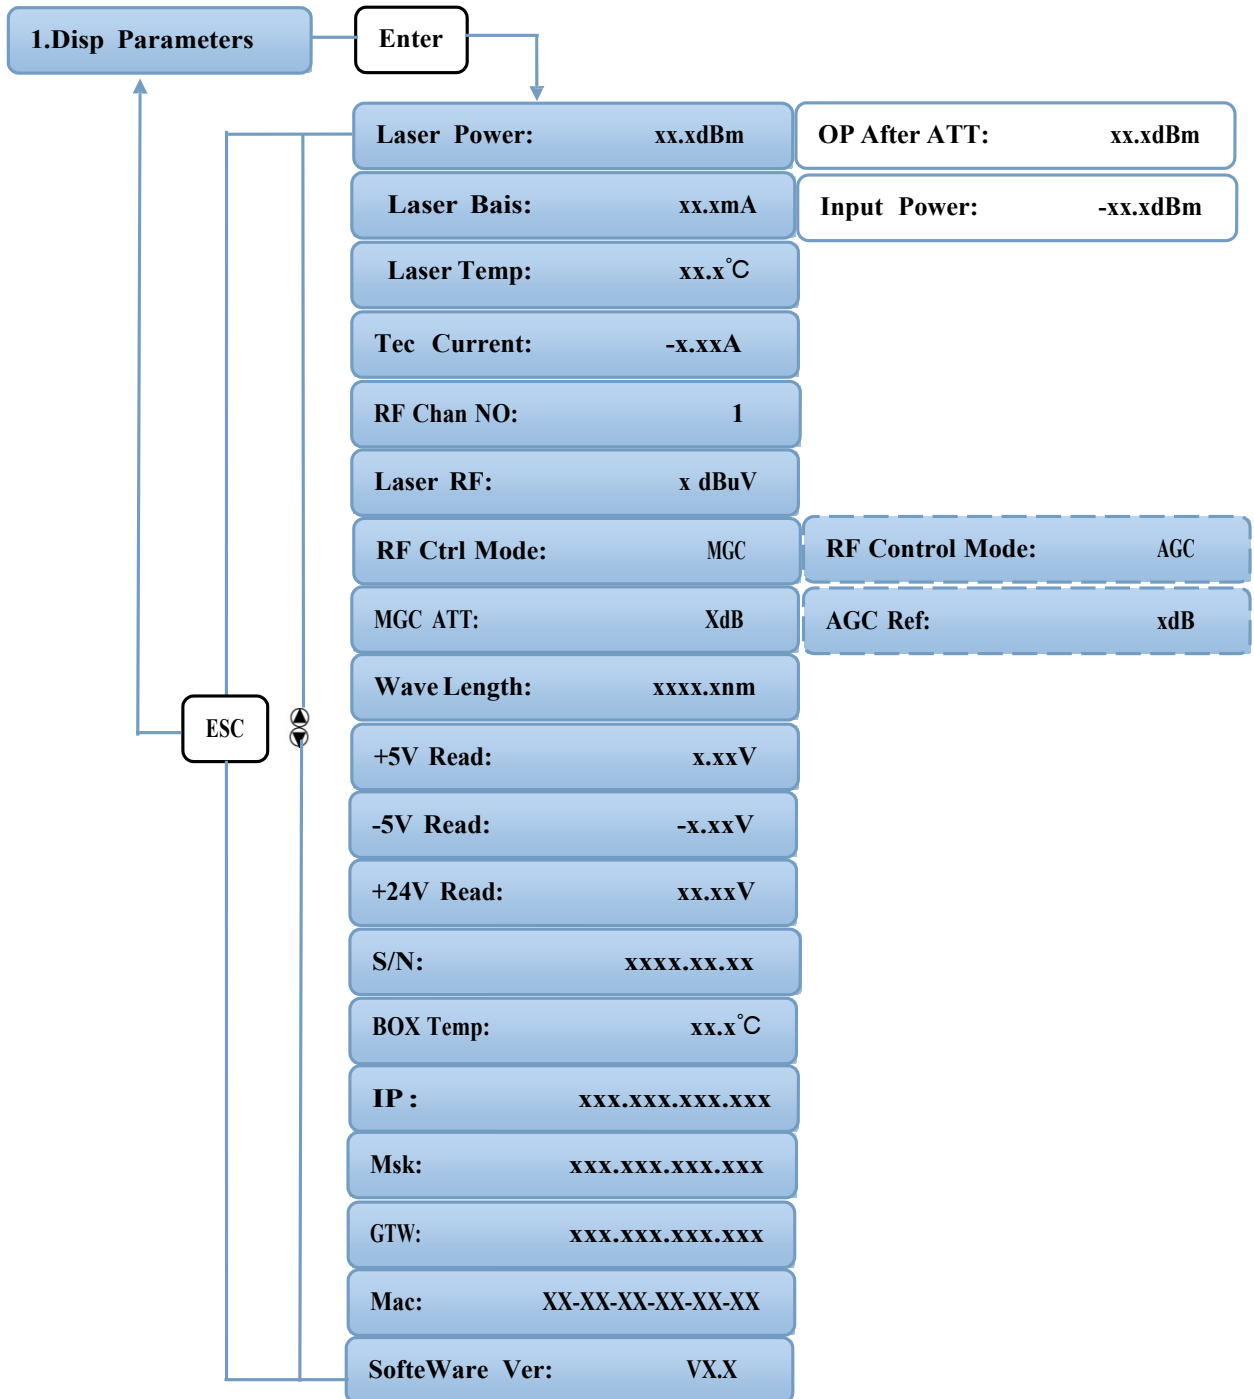 1.Disp Parameters
Enter
Laser Power: xx.xdBm
OP After ATT: xx.xdBm
Laser Bais: xx.xmA
Input Power: -xx.xdBm
Laser Temp: xx.x°C
Tec Current: -x.xxA
RF Chan NO: 1
Laser RF: x dBuV
RF Ctrl Mode: MGC
RF Control Mode: AGC
MGC ATT: XdB
AGC Ref: xdB
Wave Length: xxxx.xnm
ESC
+5V Read: x.xxV
-5V Read: -x.xxV
+24V Read: xx.xxV
S/N: xxxx.xx.xx
BOX Temp: xx.x°C
IP : xxx.xxx.xxx.xxx
Msk: xxx.xxx.xxx.xxx
GTW: xxx.xxx.xxx.xxx
Mac: XX-XX-XX-XX-XX-XX
SofteWare Ver: VX.X